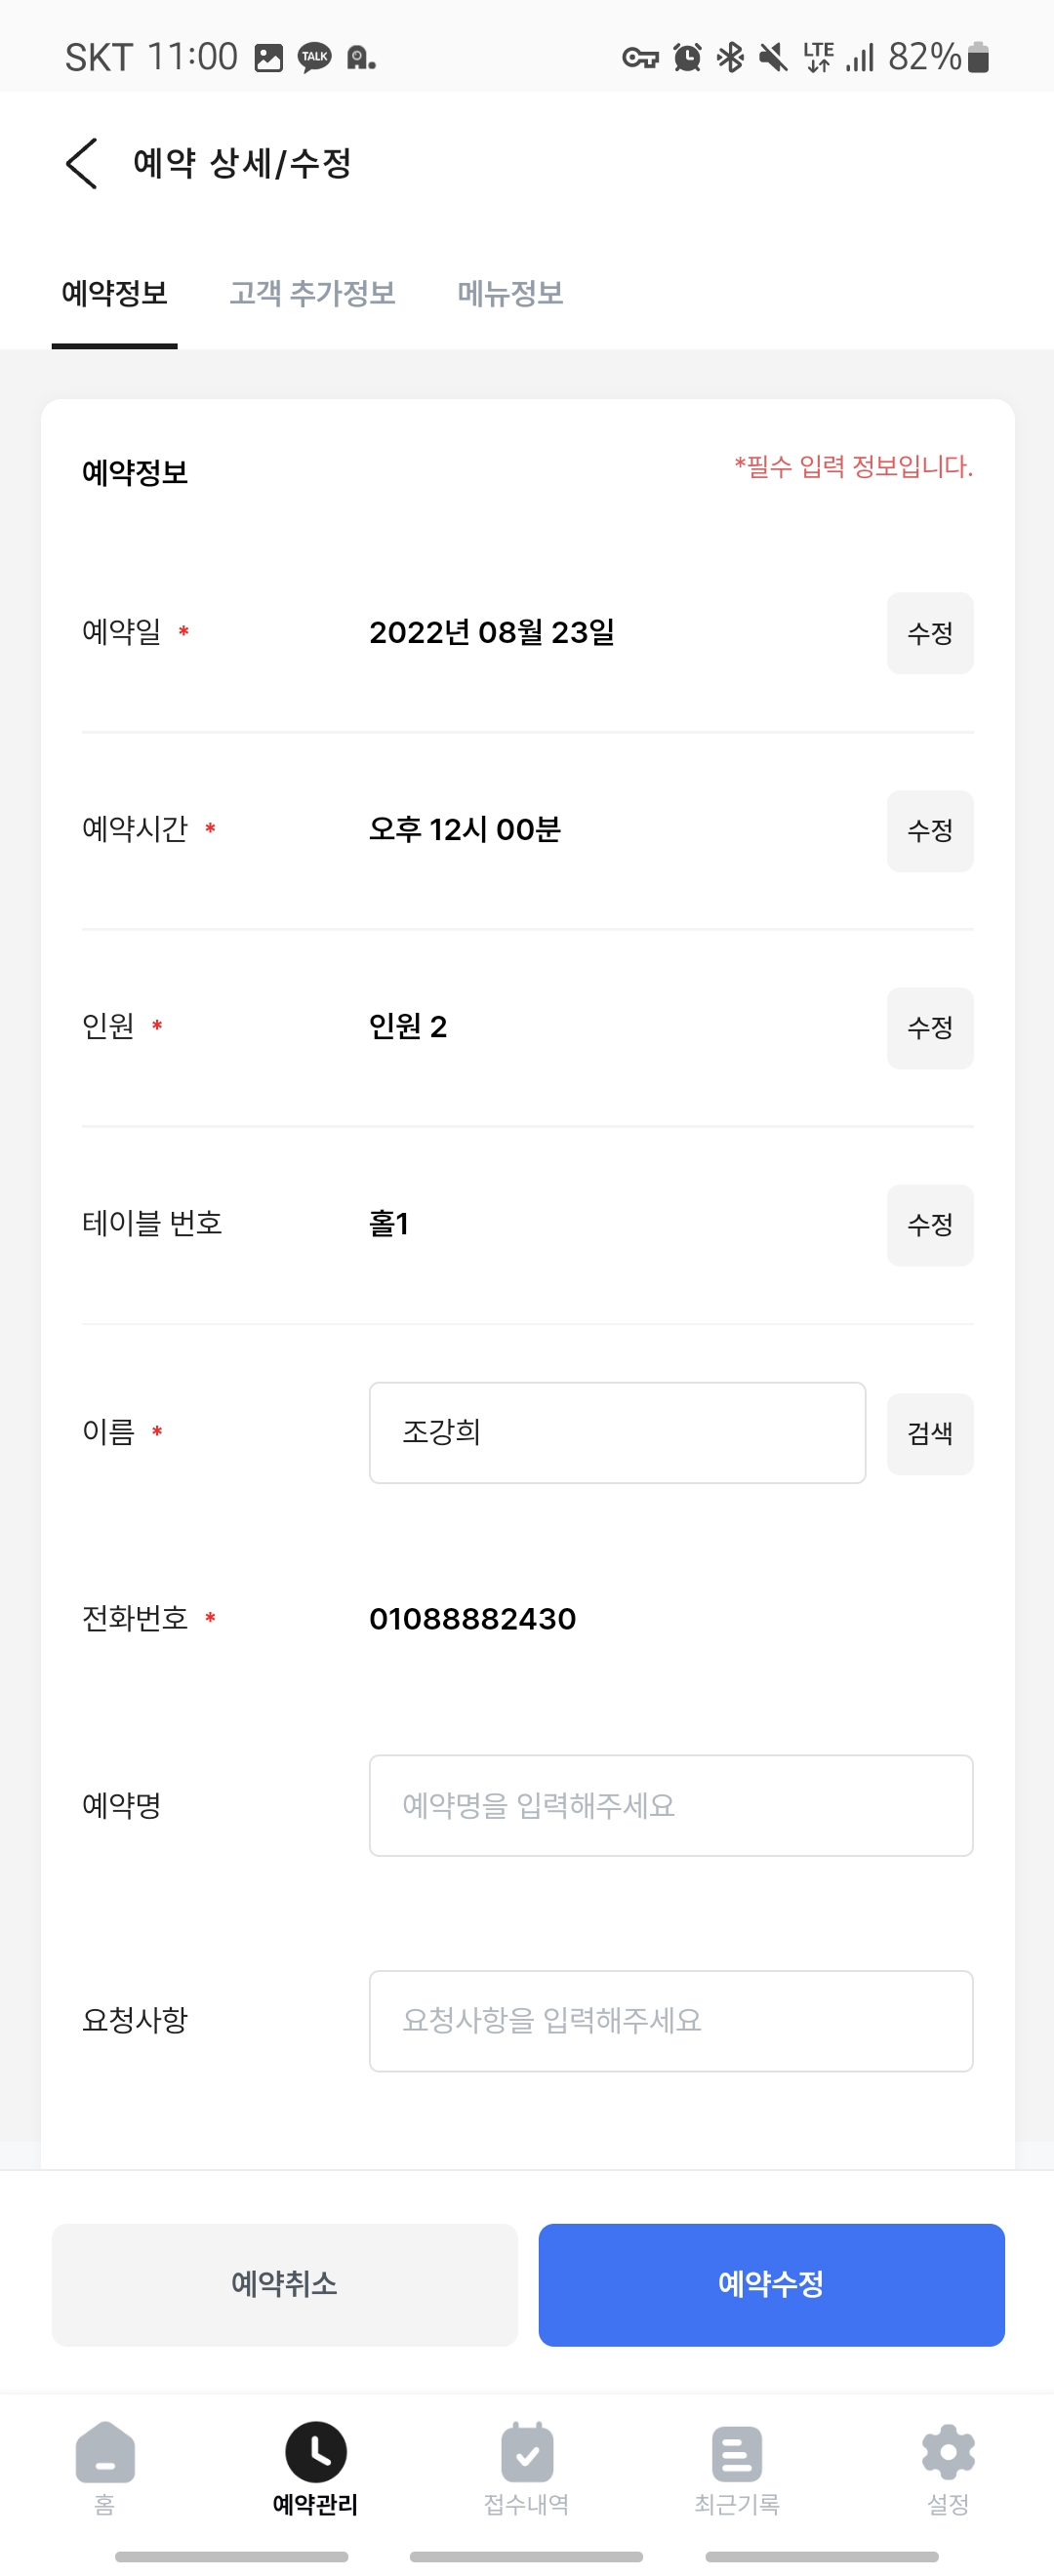 SKT 11:00 TALK LTE 82%
예약 상세/수정
예약정보 고객 추가정보 메뉴정보
예약정보 *필수 입력 정보입니다.
예약일 * 2022년 08월 23일 수정
예약시간 * 오후 12시 00분 수정
인원 * 인원 2 수정
테이블 번호 홀1 수정
이름 * 조강희 검색
전화번호 * 01088882430
예약명 예약명을 입력해주세요
요청사항 요청사항을 입력해주세요
예약취소 예약수정
홈 예약관리 접수내역 최근기록 설정